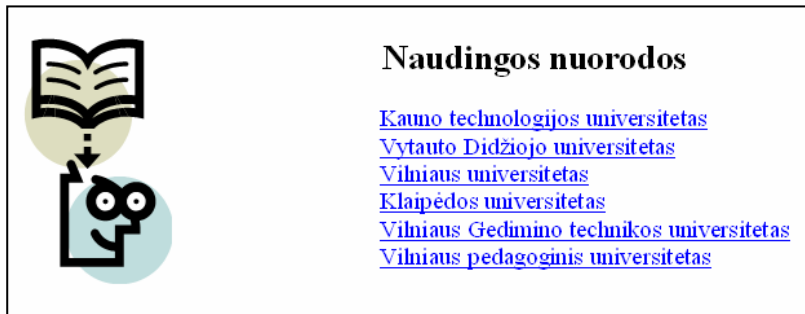 Naudingos nuorodos
Kauno technologijos universitetas
Vytauto Didžiojo universitetas
Vilniaus universitetas
Klaipėdos universitetas
Vilniaus Gedimino technikos universitetas
Vilniaus pedagoginis universitetas